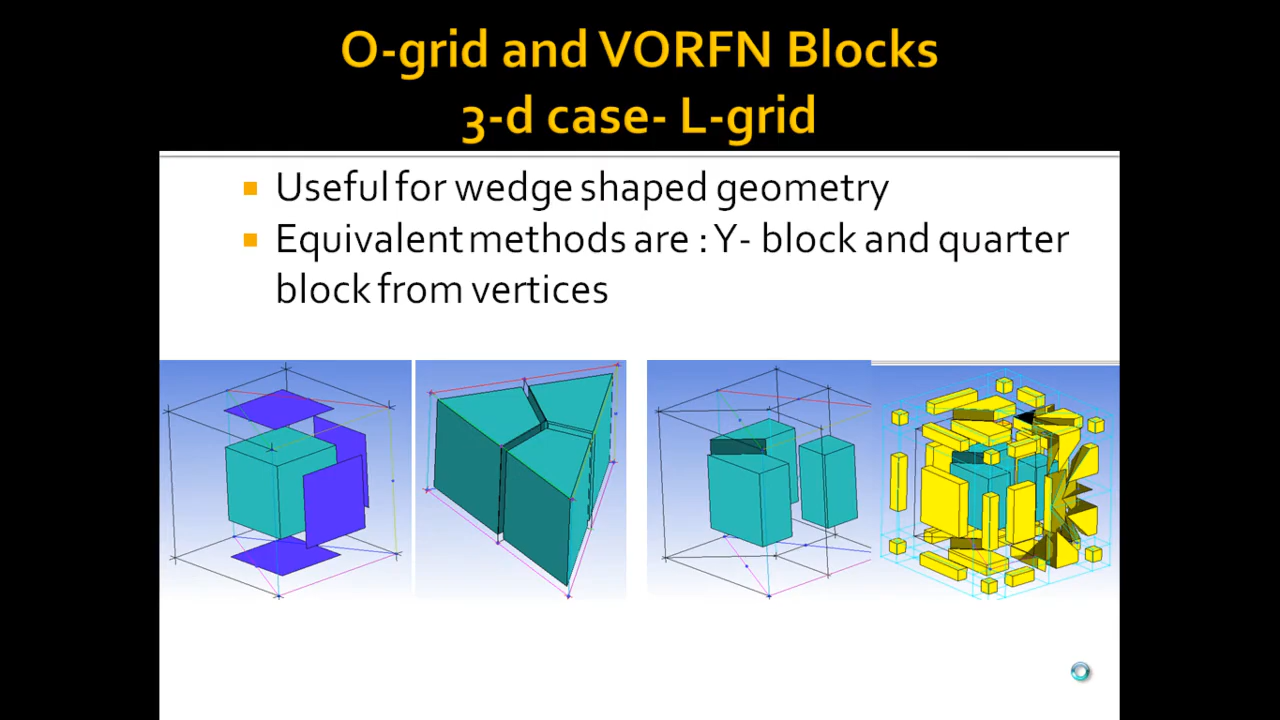 O-grid and VORFN Blocks
3-d case- L-grid
Useful for wedge shaped geometry
Equivalent methods are : Y- block and quarter
block from vertices